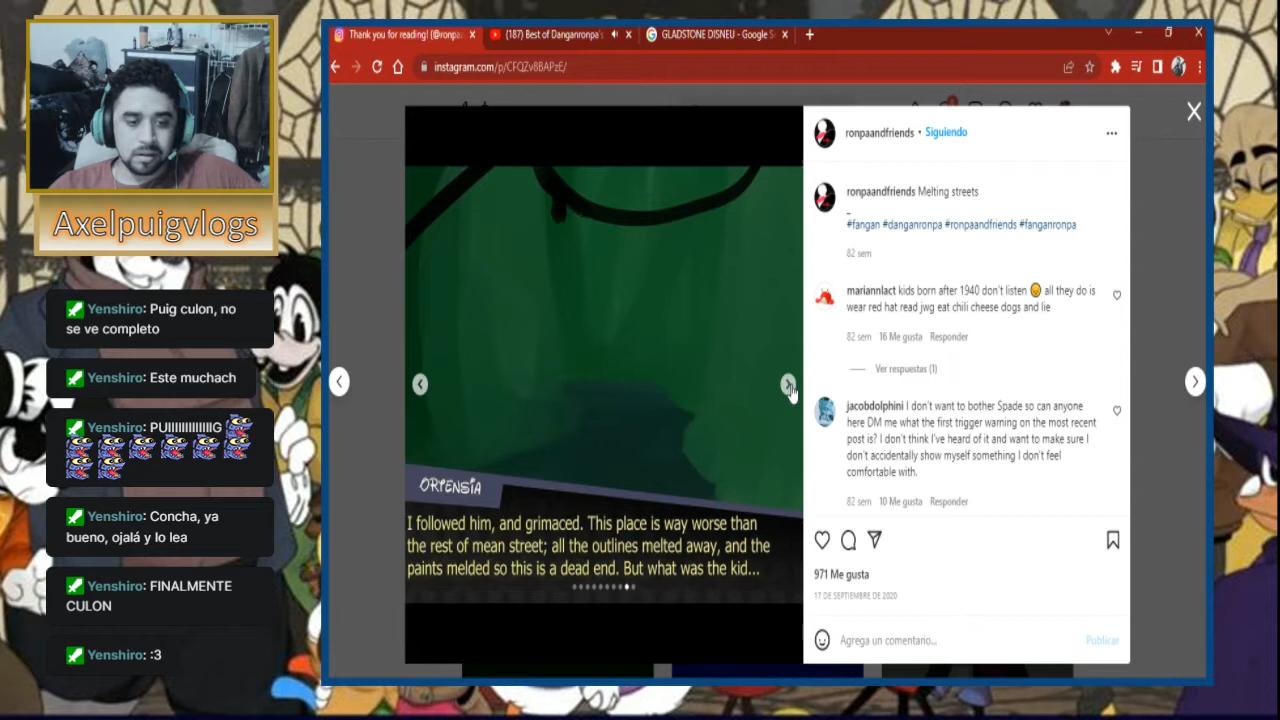 Axelpuigvlogs
Yenshiro: Puig culon, no
se ve completo
Yenshiro: Este muchach
Yenshiro: PUIIIIIIIIIIIIG
Yenshiro: Concha, ya
bueno, ojalá y lo lea
Yenshiro: FINALMENTE
CULON
Yenshiro: :3
Thank you for reading! (@ronpa
(187) Best of Danganronpa's
GLADSTONE DISNEU - Google S
instagram.com/p/CFQZv8BAPzE/
ORTENSIA
I followed him, and grimaced. This place is way worse than
the rest of mean street; all the outlines melted away, and the
paints melded so this is a dead end. But what was the kid...
ronpaandfriends • Siguiendo
ronpaandfriends Melting streets
_
#fangan #danganronpa #ronpaandfriends #fanganronpa
82 sem
mariannlact kids born after 1940 don't listen all they do is
wear red hat read jwg eat chili cheese dogs and lie
82 sem 16 Me gusta Responder
Ver respuestas (1)
jacobdolphini I don't want to bother Spade so can anyone
here DM me what the first trigger warning on the most recent
post is? I don't think I've heard of it and want to make sure I
don't accidentally show myself something I don't feel
comfortable with.
82 sem 10 Me gusta Responder
971 Me gusta
17 DE SEPTIEMBRE DE 2020
Agrega un comentario...
Publicar